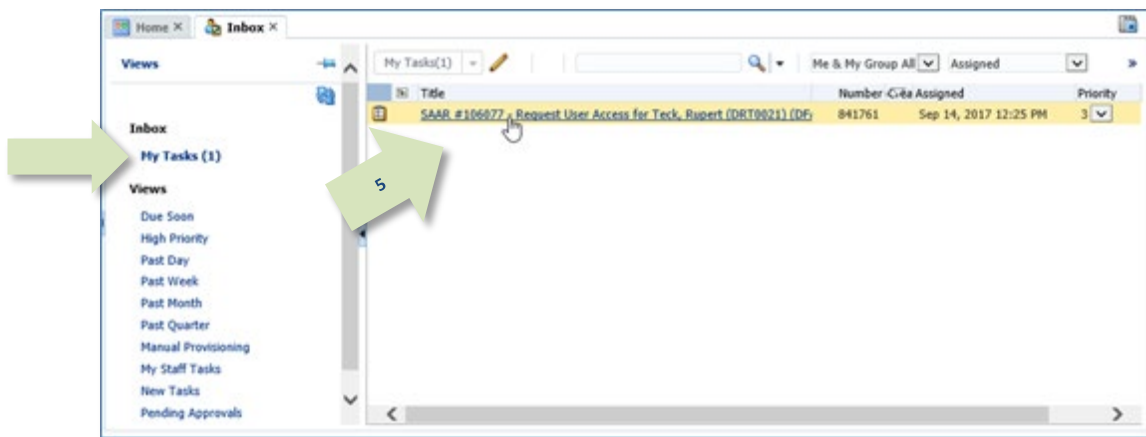 Home × Inbox ×
Views
My Tasks(1) Me & My Group All Assigned
Title Number Assigned Priority
SAAR #106077 - Request User Access for Teck, Rupert (DRT0021) 841761 Sep 14, 2017 12:25 PM 3
Inbox
My Tasks (1)
5
Views
Due Soon
High Priority
Past Day
Past Week
Past Month
Past Quarter
Manual Provisioning
My Staff Tasks
New Tasks
Pending Approvals